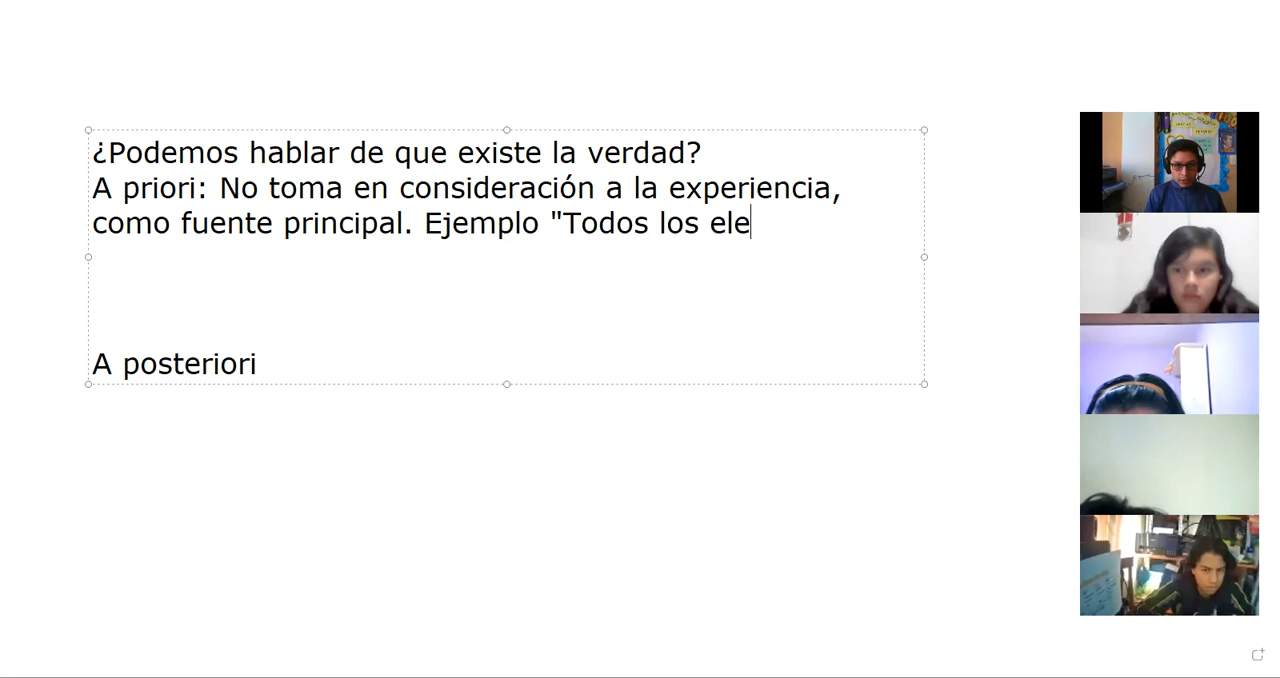 ¿Podemos hablar de que existe la verdad?
A priori: No toma en consideración a la experiencia,
como fuente principal. Ejemplo "Todos los ele
A posteriori